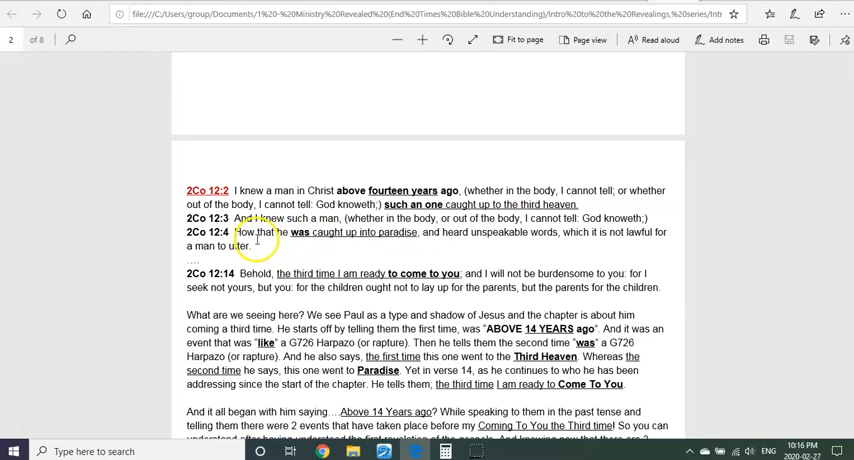 file:///C:/Users/group/Documents/1%20-%20Ministry%20Revealed%20(End%20Times%20Bible%20Understanding)/Intro%20to%20the%20Revealings,%20series/Intr
2 of 8
Fit to page
Page view
Read aloud
Add notes
2Co 12:2 I knew a man in Christ above fourteen years ago, (whether in the body, I cannot tell; or whether
out of the body, I cannot tell: God knoweth;) such an one caught up to the third heaven.
2Co 12:3 And I knew such a man, (whether in the body, or out of the body, I cannot tell: God knoweth;)
2Co 12:4 How that he was caught up into paradise, and heard unspeakable words, which it is not lawful for
a man to utter.
....
2Co 12:14 Behold, the third time I am ready to come to you; and I will not be burdensome to you: for I
seek not yours, but you: for the children ought not to lay up for the parents, but the parents for the children.
What are we seeing here? We see Paul as a type and shadow of Jesus and the chapter is about him
coming a third time. He starts off by telling them the first time, was "ABOVE 14 YEARS ago". And it was an
event that was "like" a G726 Harpazo (or rapture). Then he tells them the second time "was" a G726
Harpazo (or rapture). And he also says, the first time this one went to the Third Heaven. Whereas the
second time he says, this one went to Paradise. Yet in verse 14, as he continues to who he has been
addressing since the start of the chapter. He tells them; the third time I am ready to Come To You.
And it all began with him saying....Above 14 Years ago? While speaking to them in the past tense and
telling them there were 2 events that have taken place before my Coming To You the Third time! So you can
understand after having understood the first revelation of the gospels. And knowing now that there are 2
Type here to search
ENG
10:16 PM
2020-02-27